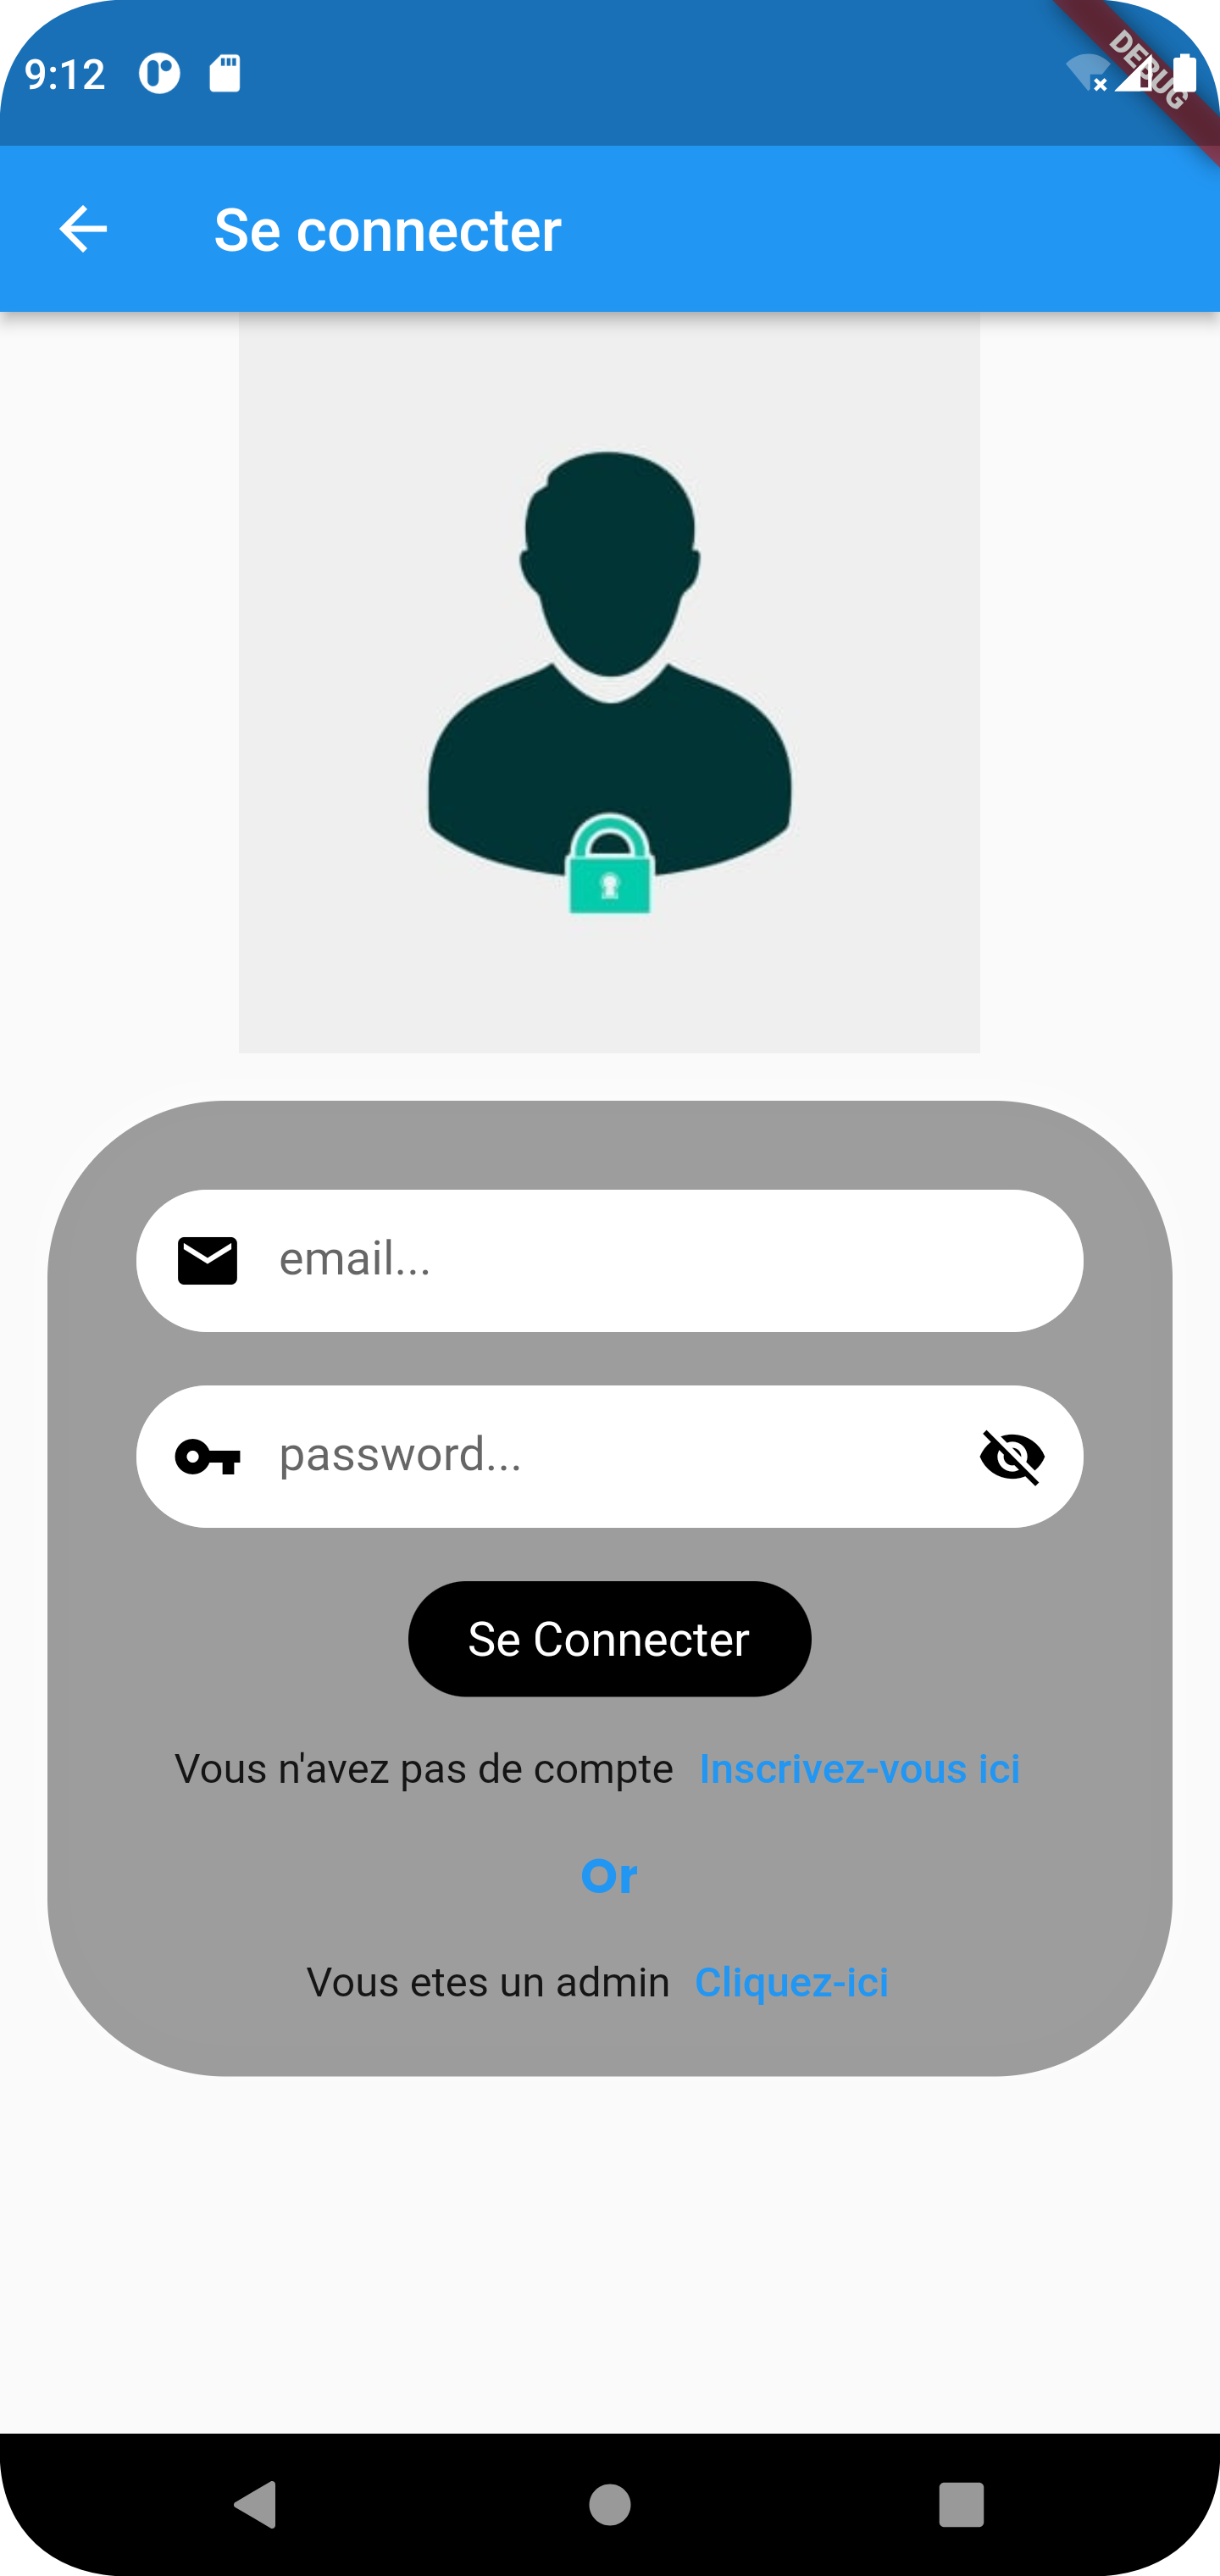 9:12
DEBUG
Se connecter
email...
password...
Se Connecter
Vous n'avez pas de compte Inscrivez-vous ici
Or
Vous etes un admin Cliquez-ici